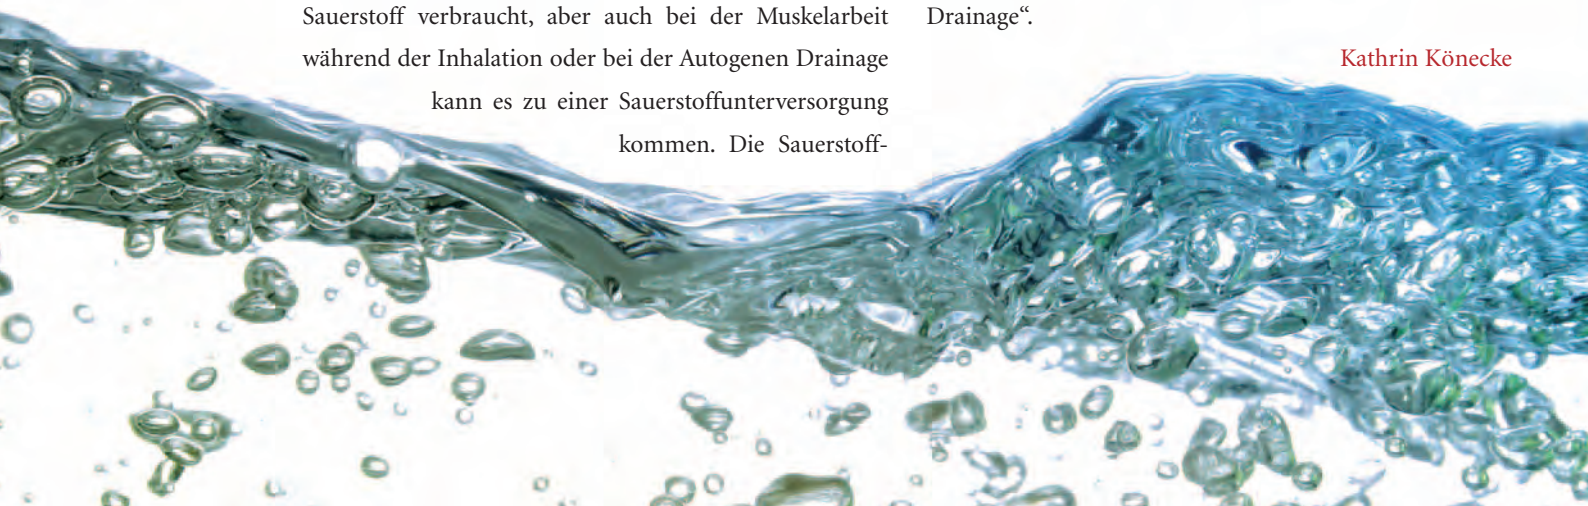 Sauerstoff verbraucht, aber auch bei der Muskelarbeit
während der Inhalation oder bei der Autogenen Drainage
kann es zu einer Sauerstoffunterversorgung
kommen. Die Sauerstoff-
Drainage“.
Kathrin Könecke